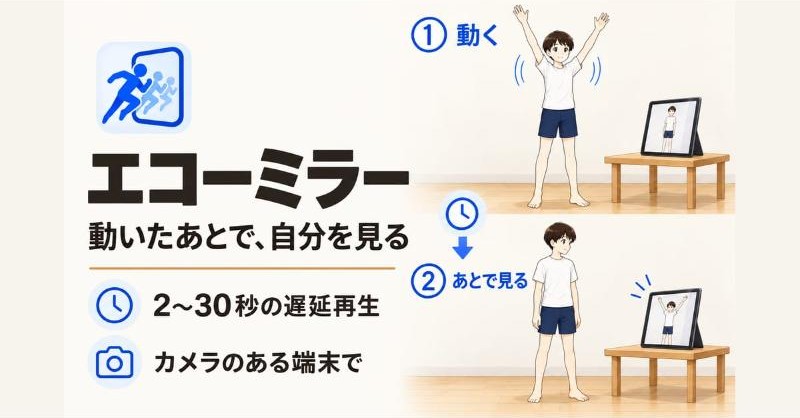 エコーミラー
動いたあとで、自分を見る
2〜30秒の遅延再生
カメラのある端末で
① 動く
② あとで見る